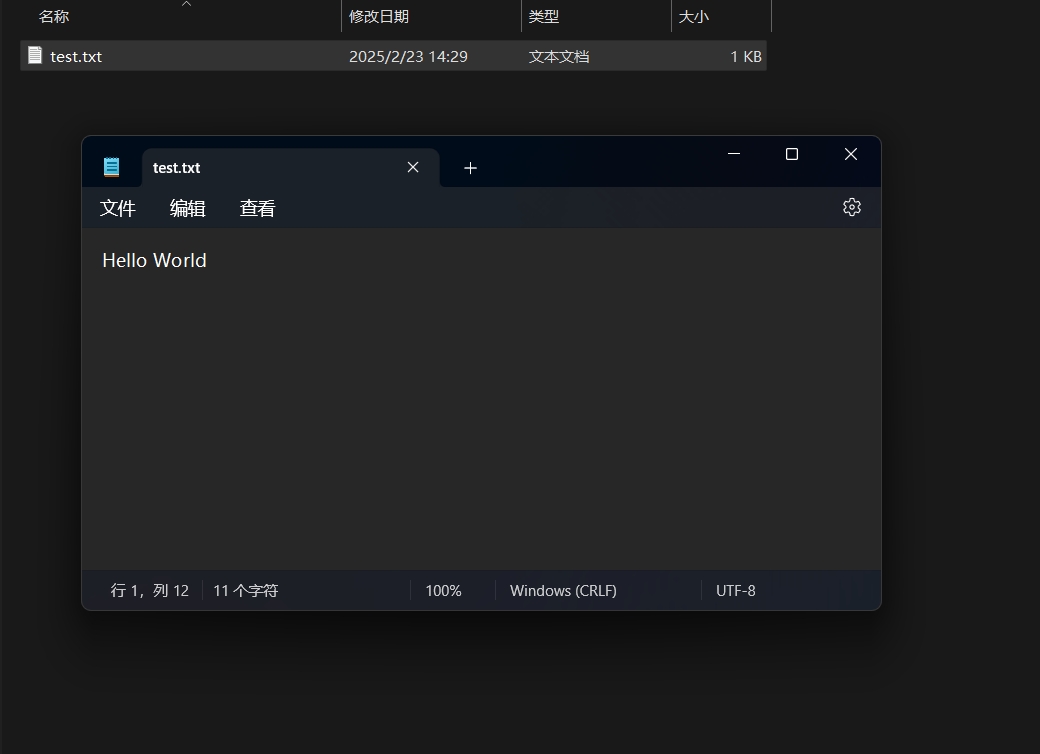 名称 修改日期 类型 大小
test.txt 2025/2/23 14:29 文本文档 1 KB
test.txt
文件 编辑 查看
Hello World
行 1，列 12 11 个字符 100% Windows (CRLF) UTF-8